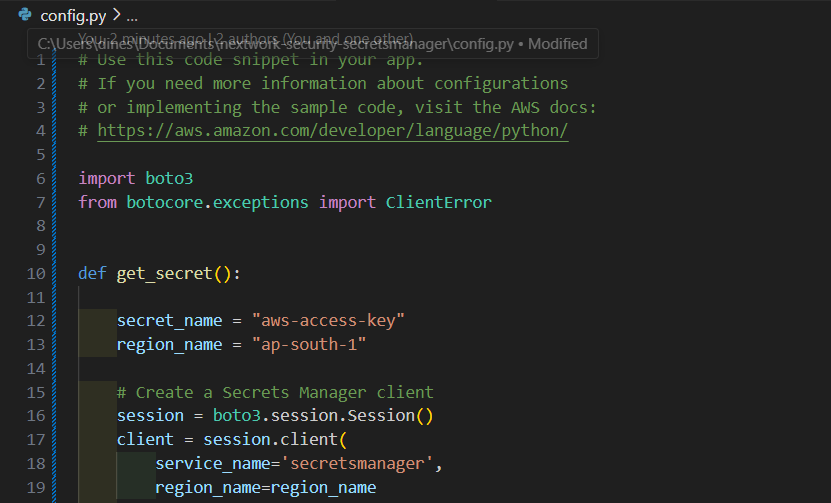 config.py > ...
You, 2 minutes ago | 2 authors (You and one other)
C:\Users\dines\Documents\nextwork-security-secretsmanager\config.py • Modified
1 # Use this code snippet in your app.
2 # If you need more information about configurations
3 # or implementing the sample code, visit the AWS docs:
4 # https://aws.amazon.com/developer/language/python/
5
6 import boto3
7 from botocore.exceptions import ClientError
8
9
10 def get_secret():
11
12 secret_name = "aws-access-key"
13 region_name = "ap-south-1"
14
15 # Create a Secrets Manager client
16 session = boto3.session.Session()
17 client = session.client(
18 service_name='secretsmanager',
19 region_name=region_name